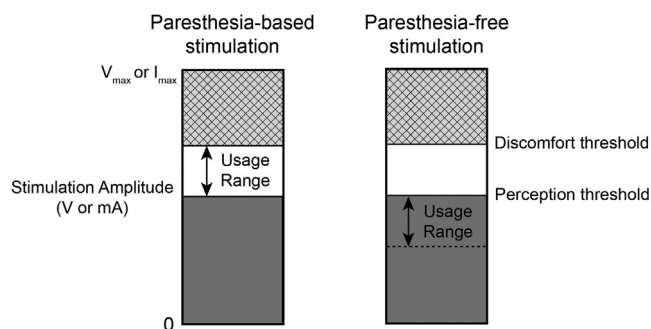 Paresthesia-based
stimulation
Paresthesia-free
stimulation
Vmax or Imax
Usage
Range
Discomfort threshold
Stimulation Amplitude
(V or mA)
Perception threshold
Usage
Range
0